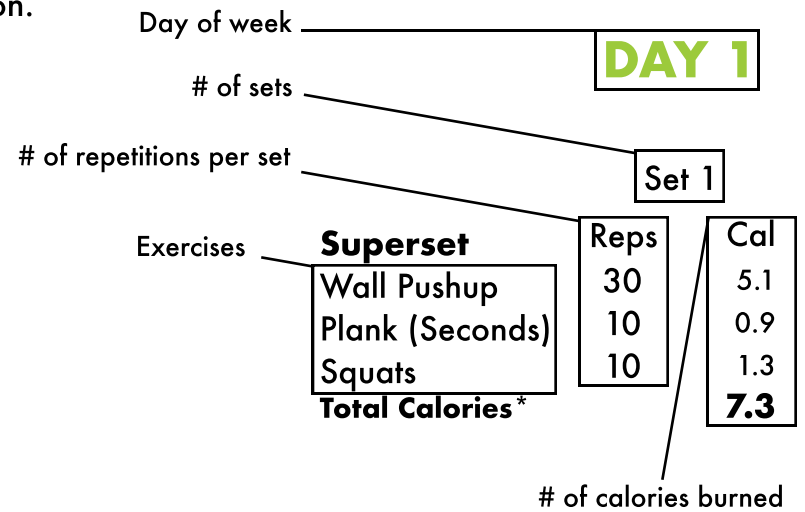 on.
Day of week
DAY 1
# of sets
# of repetitions per set
Set 1
Exercises
Superset Reps Cal
Wall Pushup 30 5.1
Plank (Seconds) 10 0.9
Squats 10 1.3
Total Calories* 7.3
# of calories burned